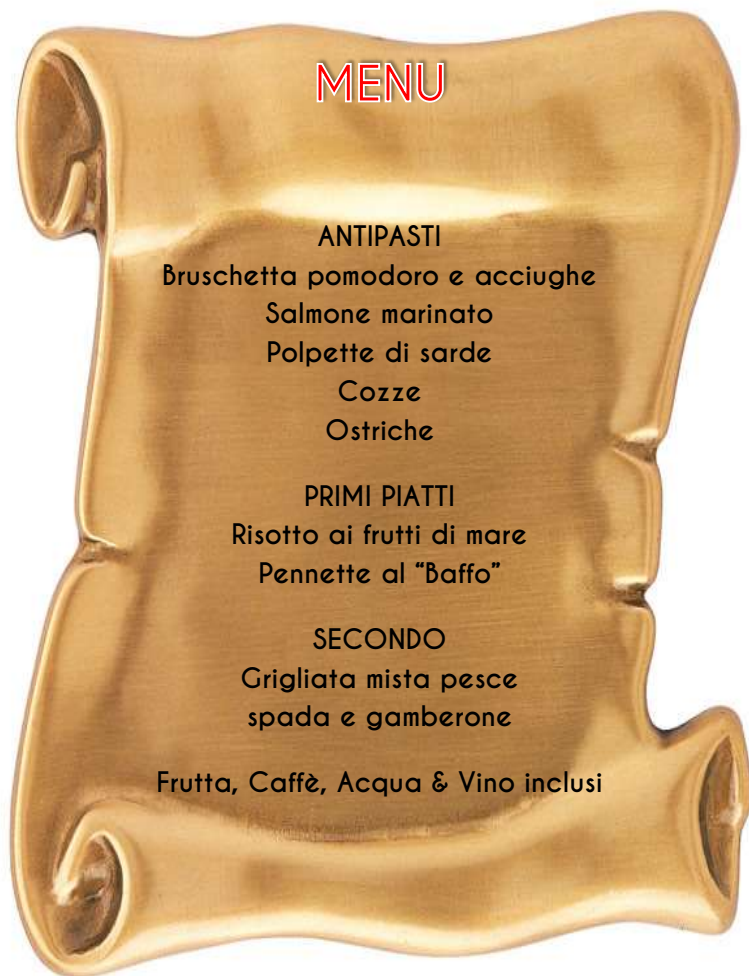 MENU
ANTIPASTI
Bruschetta pomodoro e acciughe
Salmone marinato
Polpette di sarde
Cozze
Ostriche
PRIMI PIATTI
Risotto ai frutti di mare
Pennette al “Baffo”
SECONDO
Grigliata mista pesce
spada e gamberone
Frutta, Caffè, Acqua & Vino inclusi